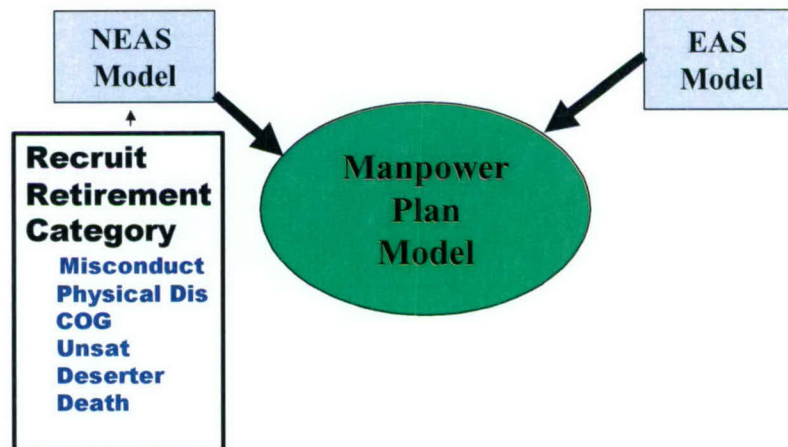 NEAS
Model
EAS
Model
Manpower
Plan
Model
Recruit
Retirement
Category
Misconduct
Physical Dis
COG
Unsat
Deserter
Death